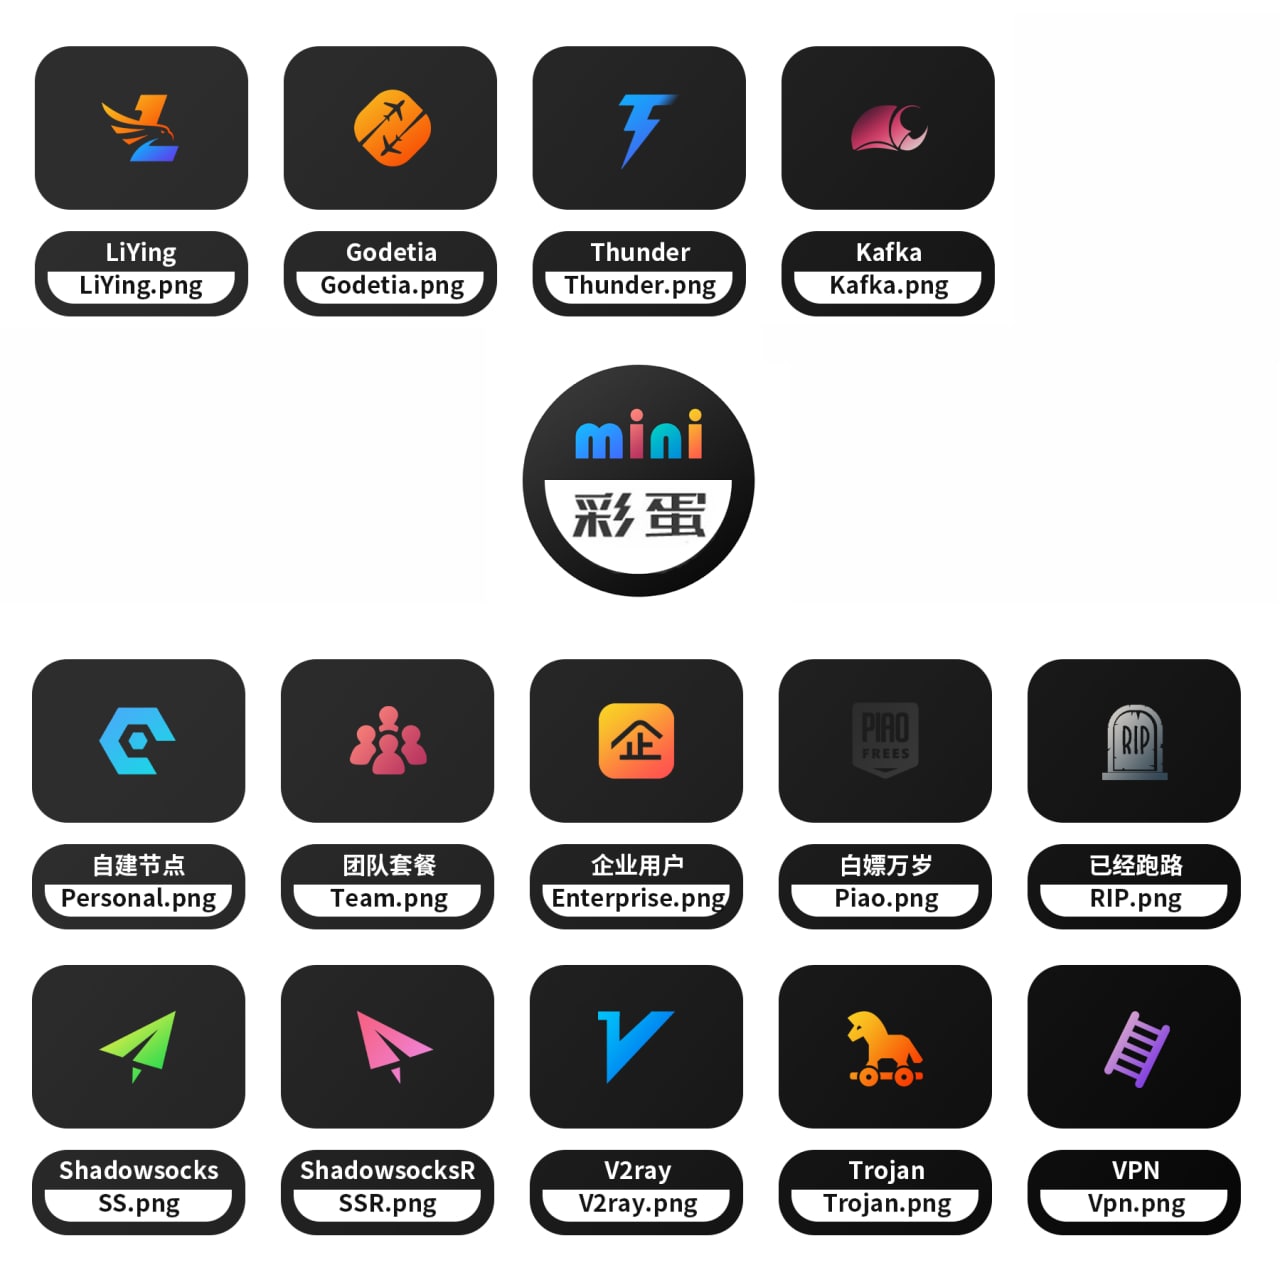 LiYing
LiYing.png
Godetia
Godetia.png
Thunder
Thunder.png
Kafka
Kafka.png
mini
彩蛋
PIAO
FREES
RIP
自建节点
Personal.png
团队套餐
Team.png
企
企业用户
Enterprise.png
白嫖万岁
Piao.png
已经跑路
RIP.png
Shadowsocks
SS.png
ShadowsocksR
SSR.png
V2ray
V2ray.png
Trojan
Trojan.png
VPN
Vpn.png